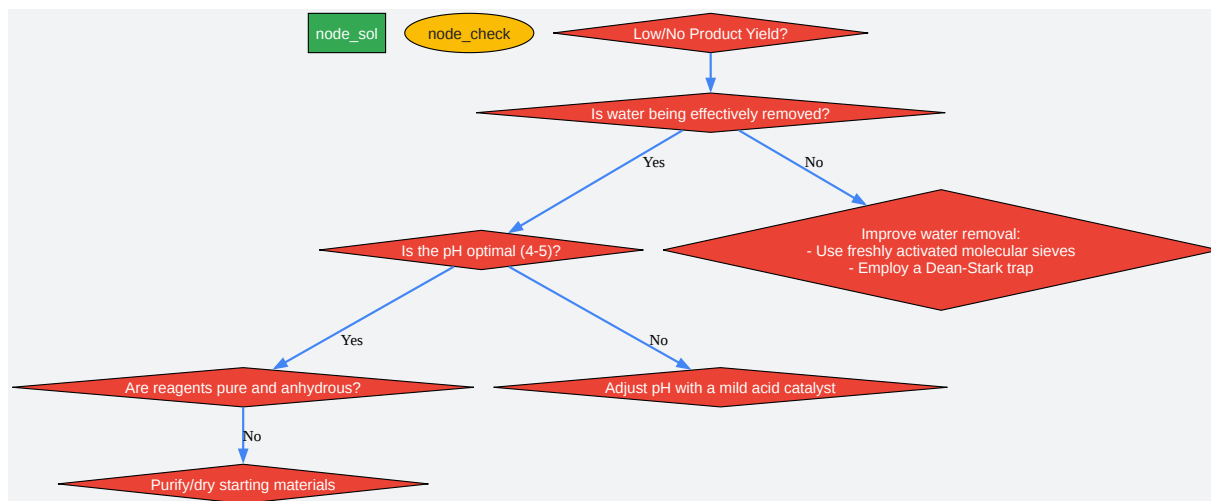 node_sol
node_check
Low/No Product Yield?
Is water being effectively removed?
Yes
No
Is the pH optimal (4-5)?
Improve water removal:
- Use freshly activated molecular sieves
- Employ a Dean-Stark trap
Yes
No
Are reagents pure and anhydrous?
Adjust pH with a mild acid catalyst
No
Purify/dry starting materials